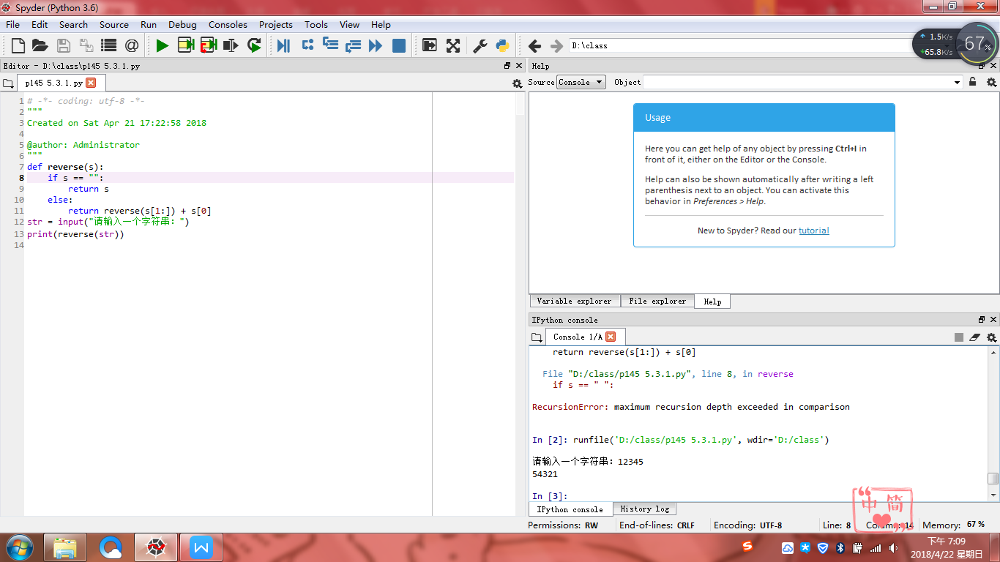 Spyder (Python 3.6)
File Edit Search Source Run Debug Consoles Projects Tools View Help
D:\class
1.5K/s
65.8K/s
67%
Editor - D:\class\p145 5.3.1.py
p145 5.3.1.py
1 # -*- coding: utf-8 -*-
2 """
3 Created on Sat Apr 21 17:22:58 2018
4
5 @author: Administrator
6 """
7 def reverse(s):
8     if s == "":
9         return s
10     else:
11         return reverse(s[1:]) + s[0]
12 str = input("请输入一个字符串：")
13 print(reverse(str))
14
Help
Source Console Object
Usage
Here you can get help of any object by pressing Ctrl+I in
front of it, either on the Editor or the Console.
Help can also be shown automatically after writing a left
parenthesis next to an object. You can activate this
behavior in Preferences > Help.
New to Spyder? Read our tutorial
Variable explorer File explorer Help
IPython console
Console 1/A
    return reverse(s[1:]) + s[0]
  File "D:/class/p145 5.3.1.py", line 8, in reverse
    if s == " ":
RecursionError: maximum recursion depth exceeded in comparison
In [2]: runfile('D:/class/p145 5.3.1.py', wdir='D:/class')
请输入一个字符串：12345
54321
In [3]:
IPython console History log
Permissions: RW End-of-lines: CRLF Encoding: UTF-8 Line: 8 Column: 14 Memory: 67 %
中 简
下午 7:09
2018/4/22 星期日